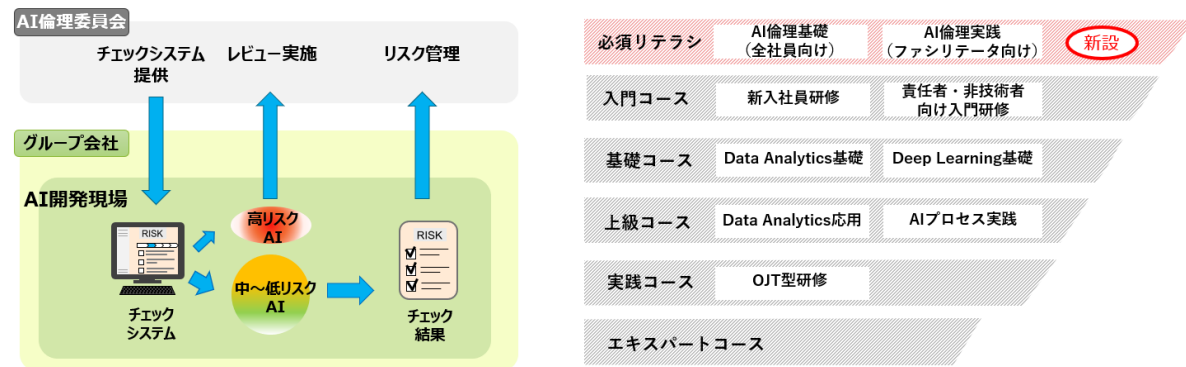 AI倫理委員会
チェックシステム
提供
レビュー実施
リスク管理
グループ会社
AI開発現場
RISK
チェック
システム
高リスク
AI
中～低リスク
AI
RISK
チェック
結果
必須リテラシ
AI倫理基礎
（全社員向け）
AI倫理実践
（ファシリテータ向け）
新設
入門コース
新入社員研修
責任者・非技術者
向け入門研修
基礎コース
Data Analytics基礎
Deep Learning基礎
上級コース
Data Analytics応用
AIプロセス実践
実践コース
OJT型研修
エキスパートコース